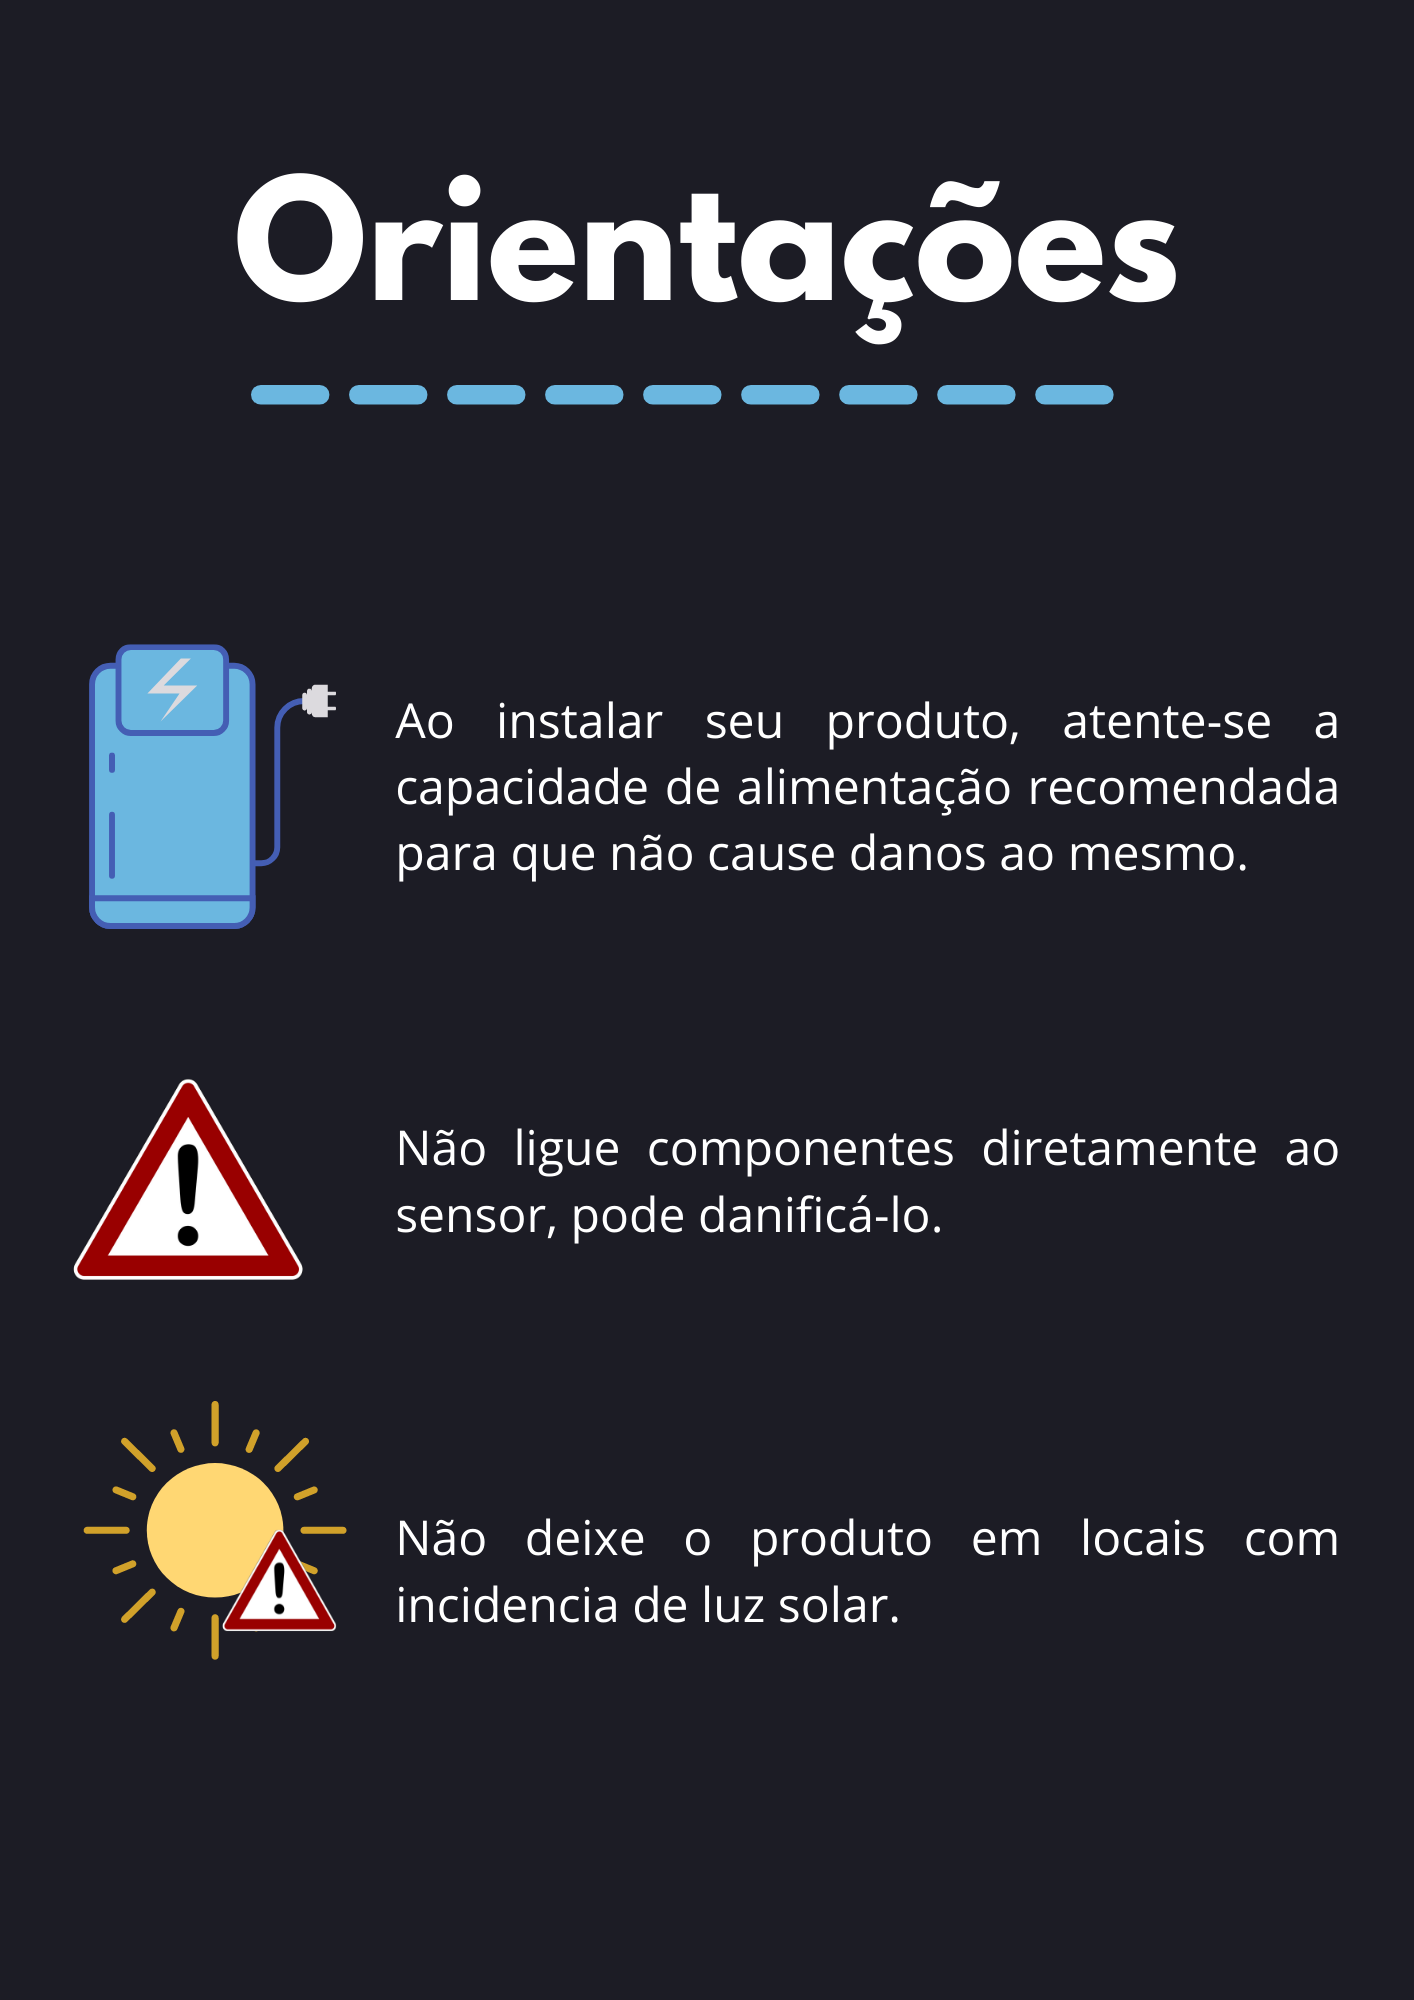 Orientações
Ao instalar seu produto, atente-se a
capacidade de alimentação recomendada
para que não cause danos ao mesmo.
Não ligue componentes diretamente ao
sensor, pode danificá-lo.
Não deixe o produto em locais com
incidencia de luz solar.